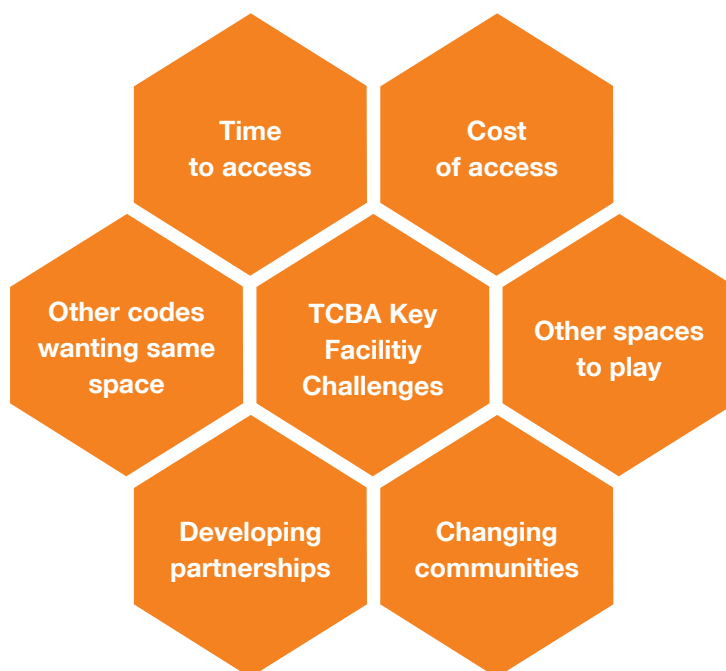 Time
to access
Cost
of access
Other codes
wanting same
space
TCBA Key
Facilitiy
Challenges
Other spaces
to play
Developing
partnerships
Changing
communities